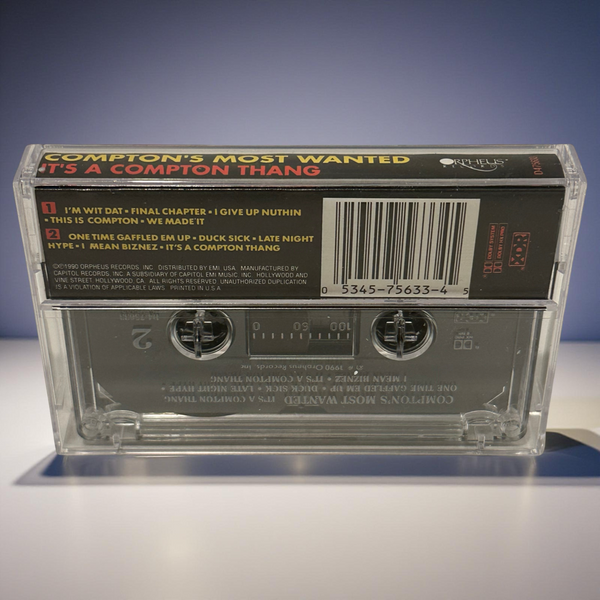 COMPTON'S MOST WANTED
IT'S A COMPTON THANG
ORPHEUS
RECORDS
1 I'M WIT DAT • FINAL CHAPTER • I GIVE UP NUTHIN
• THIS IS COMPTON • WE MADE IT
2 ONE TIME GAFFLED EM UP • DUCK SICK • LATE NIGHT
HYPE • I MEAN BIZNEZ • IT'S A COMPTON THANG
©1990 ORPHEUS RECORDS, INC. DISTRIBUTED BY EMI, USA. MANUFACTURED BY
CAPITOL RECORDS, INC. A SUBSIDIARY OF CAPITOL EMI MUSIC, INC. HOLLYWOOD AND
VINE STREET, HOLLYWOOD, CA. ALL RIGHTS RESERVED. UNAUTHORIZED DUPLICATION
IS A VIOLATION OF APPLICABLE LAWS. PRINTED IN U.S.A.
0 5345-75633-4 5
2
0 50 100
1990 Orpheus Records, Inc.
I MEAN BIZNEZ • IT'S A COMPTON THANG
ONE TIME GAFFLED EM UP • DUCK SICK • LATE NIGHT HYPE •
COMPTON'S MOST WANTED IT'S A COMPTON THANG